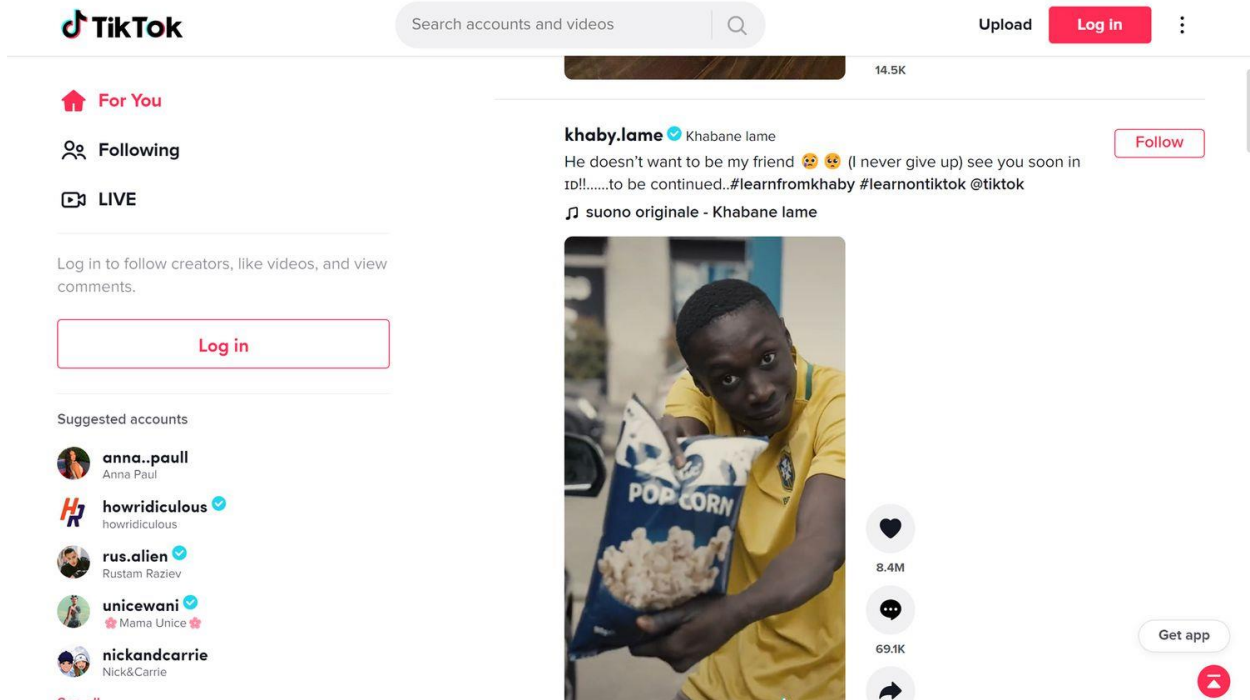 TikTok
Search accounts and videos
Upload
Log in
For You
Following
LIVE
Log in to follow creators, like videos, and view
comments.
Log in
Suggested accounts
anna..paull
Anna Paul
howridiculous
howridiculous
rus.alien
Rustam Raziev
unicewani
🌸Mama Unice🌸
nickandcarrie
Nick&Carrie
14.5K
khaby.lame Khabane lame
Follow
He doesn’t want to be my friend 😢 🥺 (I never give up) see you soon in
ɪᴅ!!……to be continued..#learnfromkhaby #learnontiktok @tiktok
suono originale - Khabane lame
POP CORN
8.4M
69.1K
Get app